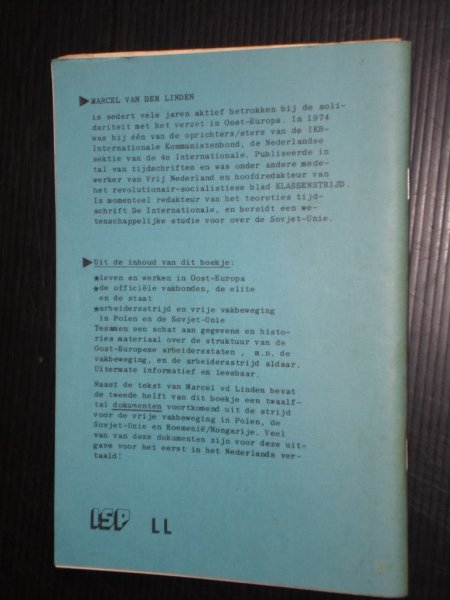 MARCEL VAN DER LINDEN
is sedert vele jaren aktief betrokken bij de soli-
dariteit met het verzet in Oost-Europa. In 1974
was hij één van de oprichters/sters van de IKB-
Internationale Kommunistenbond, de Nederlandse
sektie van de 4e Internationale. Publiseerde in
tal van tijdschriften en was onder andere mede-
werker van Vrij Nederland en hoofdredakteur van
het revolutionair-socialistiese blad KLASSENSTRIJD.
Is momenteel redakteur van het teoreties tijd-
schrift De Internationale, en bereidt een we-
tenschappelijke studie voor over de Sovjet-Unie.
Uit de inhoud van dit boekje:
★leven en werken in Oost-Europa
★de officiële vakbonden, de elite
en de staat
★arbeidersstrijd en vrije vakbeweging
in Polen en de Sovjet-Unie
Tesamen een schat aan gegevens en histo-
ries materiaal over de struktuur van de
Oost-Europese arbeidersstaten , m.n. de
vakbeweging, en de arbeidersstrijd aldaar.
Uitermate informatief en leesbaar.
Naast de tekst van Marcel vd Linden bevat
de tweede helft van dit boekje een twaalf-
tal dokumenten voortkomend uit de strijd
voor de vrije vakbeweging in Polen, de
Sovjet-Unie en Roemenië/Hongarije. Veel
van van deze dokumenten zijn voor deze uit-
gave voor het eerst in het Nederlands ver-
taald!
ISP LL